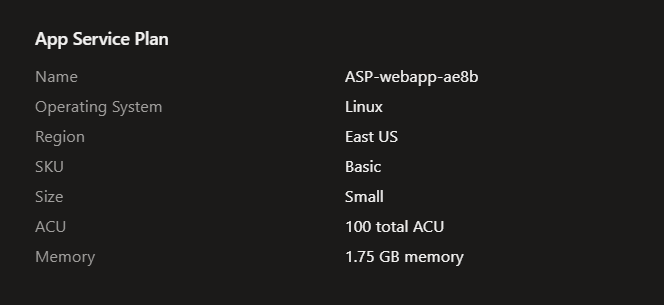 App Service Plan
Name ASP-webapp-ae8b
Operating System Linux
Region East US
SKU Basic
Size Small
ACU 100 total ACU
Memory 1.75 GB memory